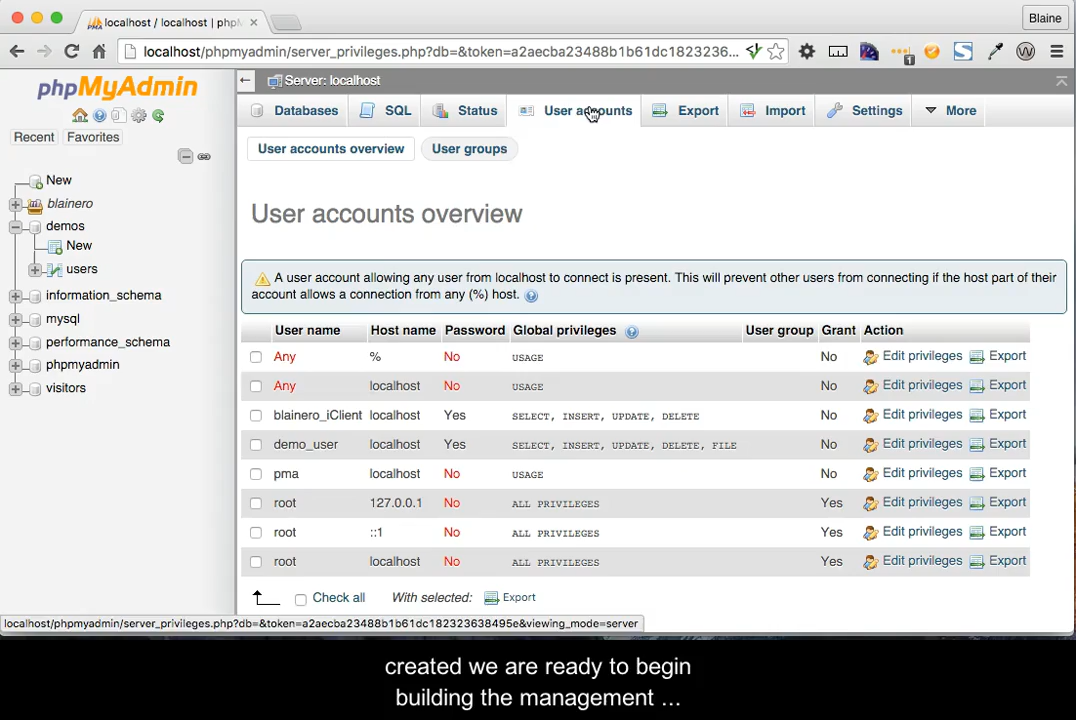 localhost / localhost | phpM
Blaine
localhost/phpmyadmin/server_privileges.php?db=&token=a2aecba23488b1b61dc1823236...
1
phpMyAdmin
Server: localhost
Databases SQL Status User accounts Export Import Settings More
Recent Favorites
User accounts overview User groups
New
blainero
demos
New
users
information_schema
mysql
performance_schema
phpmyadmin
visitors
User accounts overview
A user account allowing any user from localhost to connect is present. This will prevent other users from connecting if the host part of their
account allows a connection from any (%) host.
User name Host name Password Global privileges User group Grant Action
Any % No USAGE No Edit privileges Export
Any localhost No USAGE No Edit privileges Export
blainero_iClient localhost Yes SELECT, INSERT, UPDATE, DELETE No Edit privileges Export
demo_user localhost Yes SELECT, INSERT, UPDATE, DELETE, FILE No Edit privileges Export
pma localhost No USAGE No Edit privileges Export
root 127.0.0.1 No ALL PRIVILEGES Yes Edit privileges Export
root ::1 No ALL PRIVILEGES Yes Edit privileges Export
root localhost No ALL PRIVILEGES Yes Edit privileges Export
Check all With selected: Export
localhost/phpmyadmin/server_privileges.php?db=&token=a2aecba23488b1b61dc182323638495e&viewing_mode=server
created we are ready to begin
building the management ...